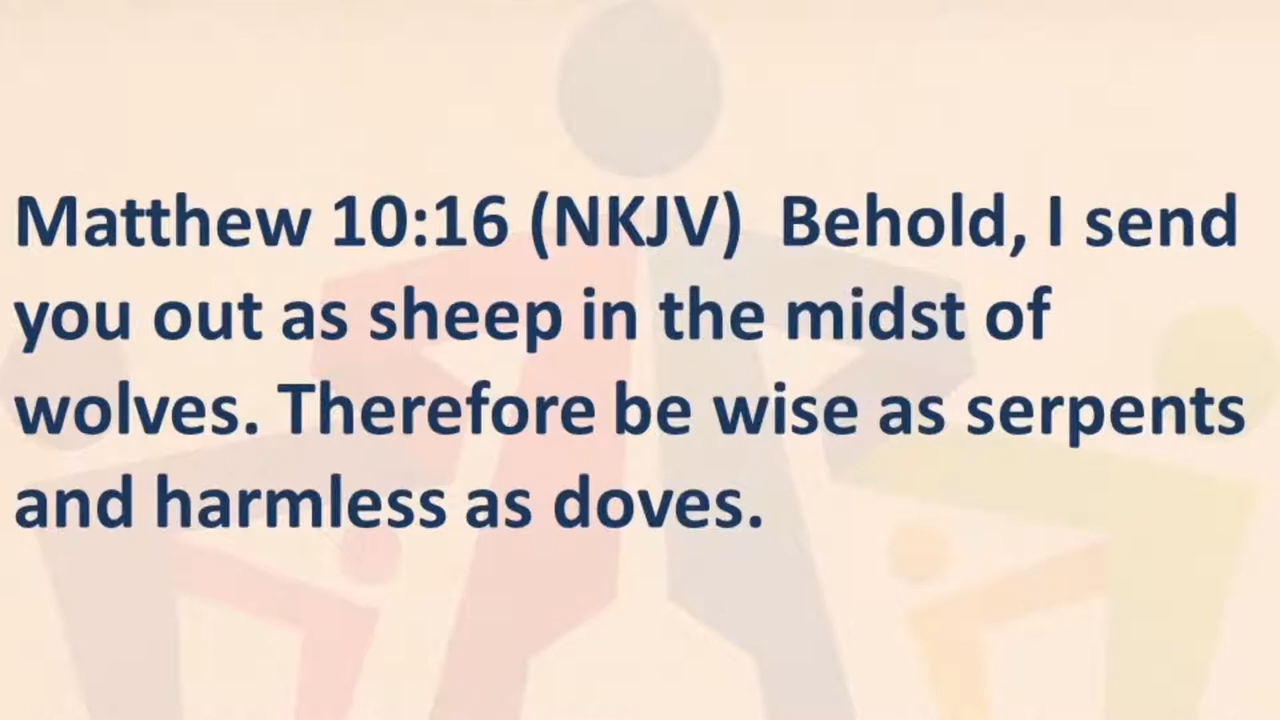 Matthew 10:16 (NKJV)  Behold, I send
you out as sheep in the midst of
wolves. Therefore be wise as serpents
and harmless as doves.